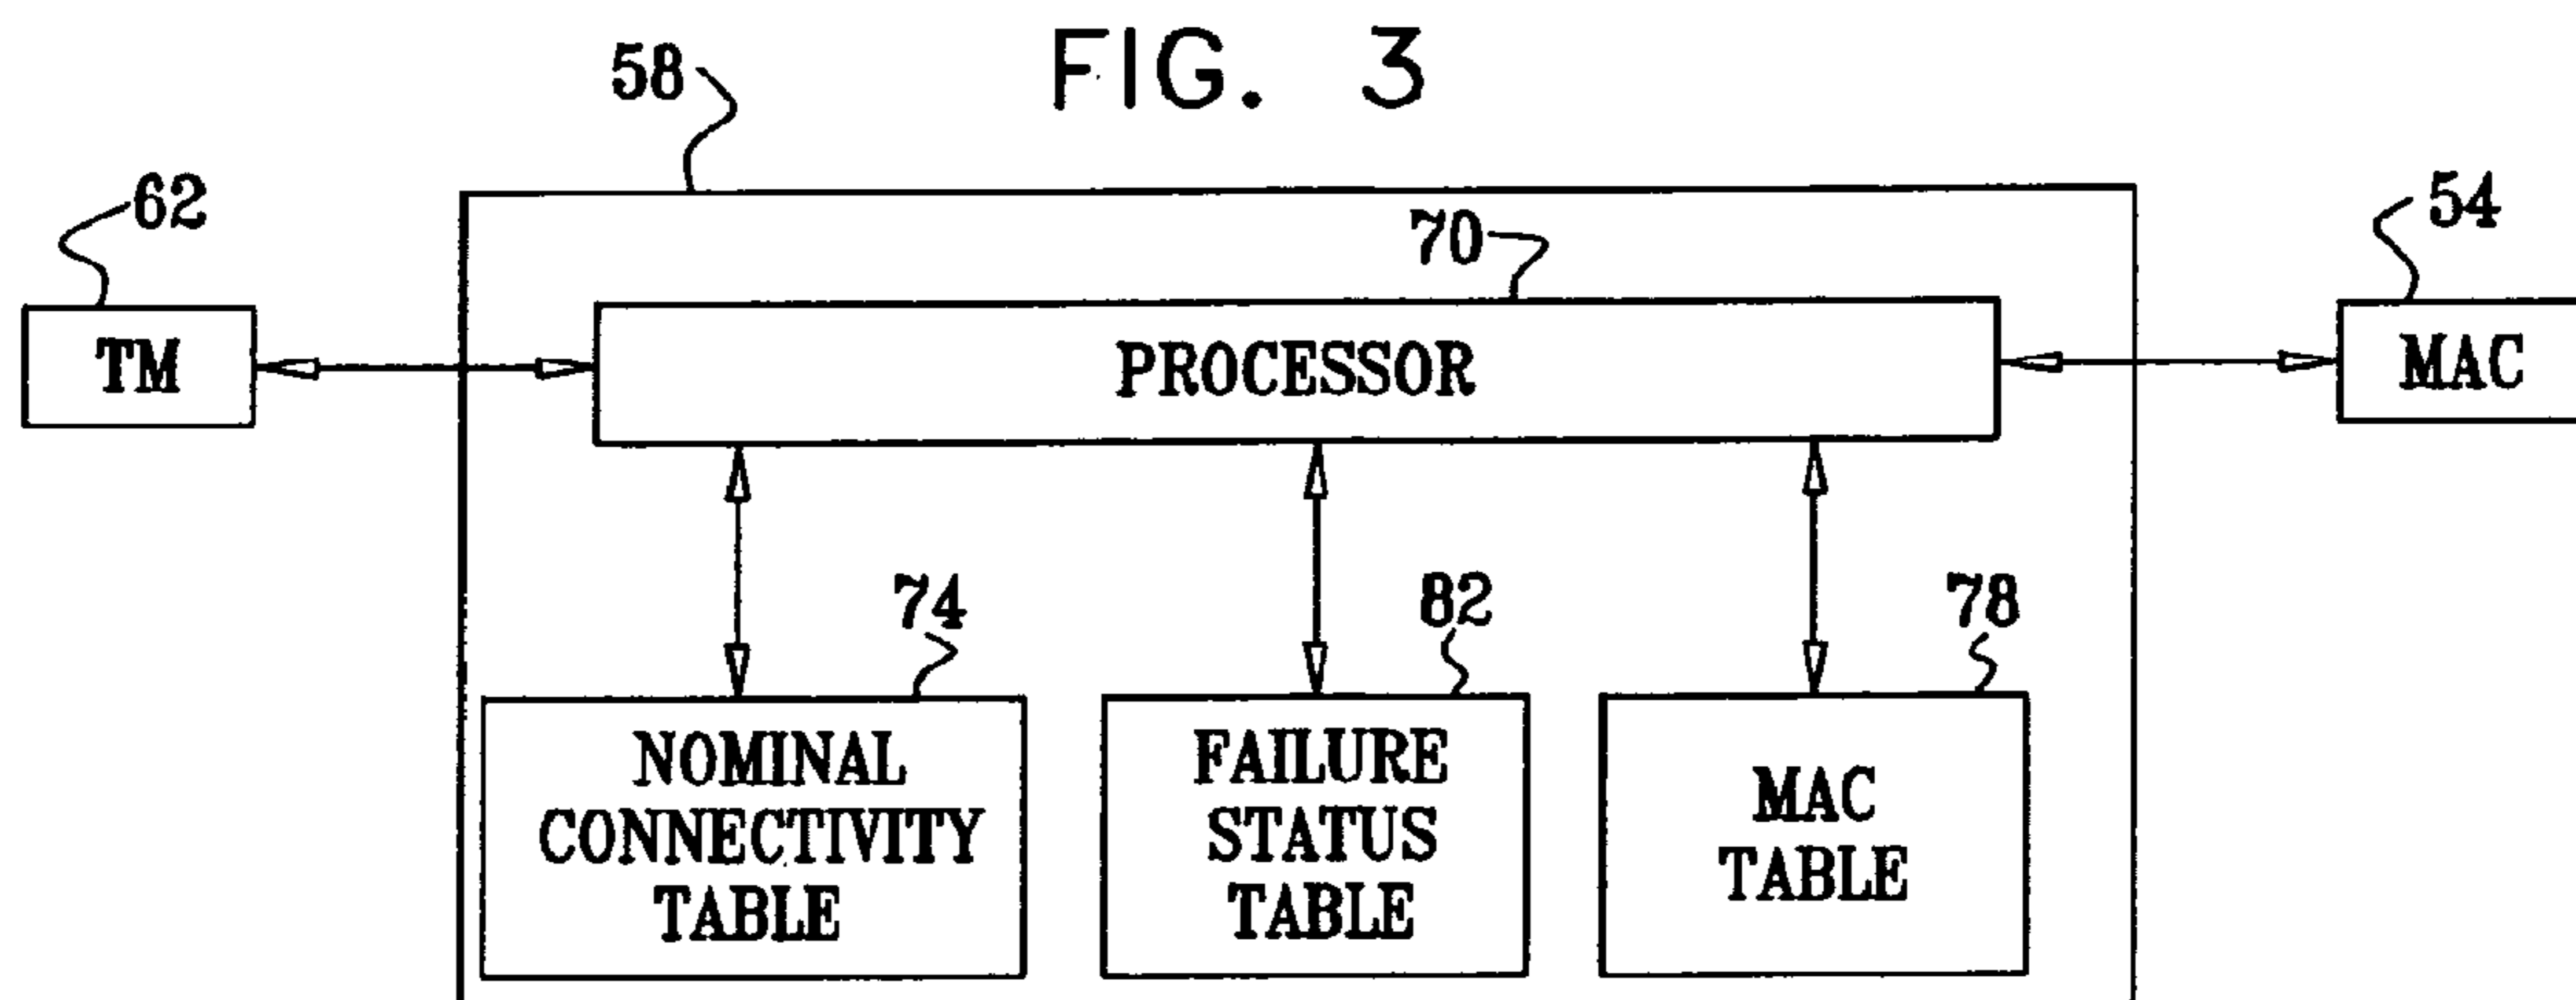 FIG. 3
58
62
70
54
TM
PROCESSOR
MAC
74
82
78
NOMINAL
CONNECTIVITY
TABLE
FAILURE
STATUS
TABLE
MAC
TABLE